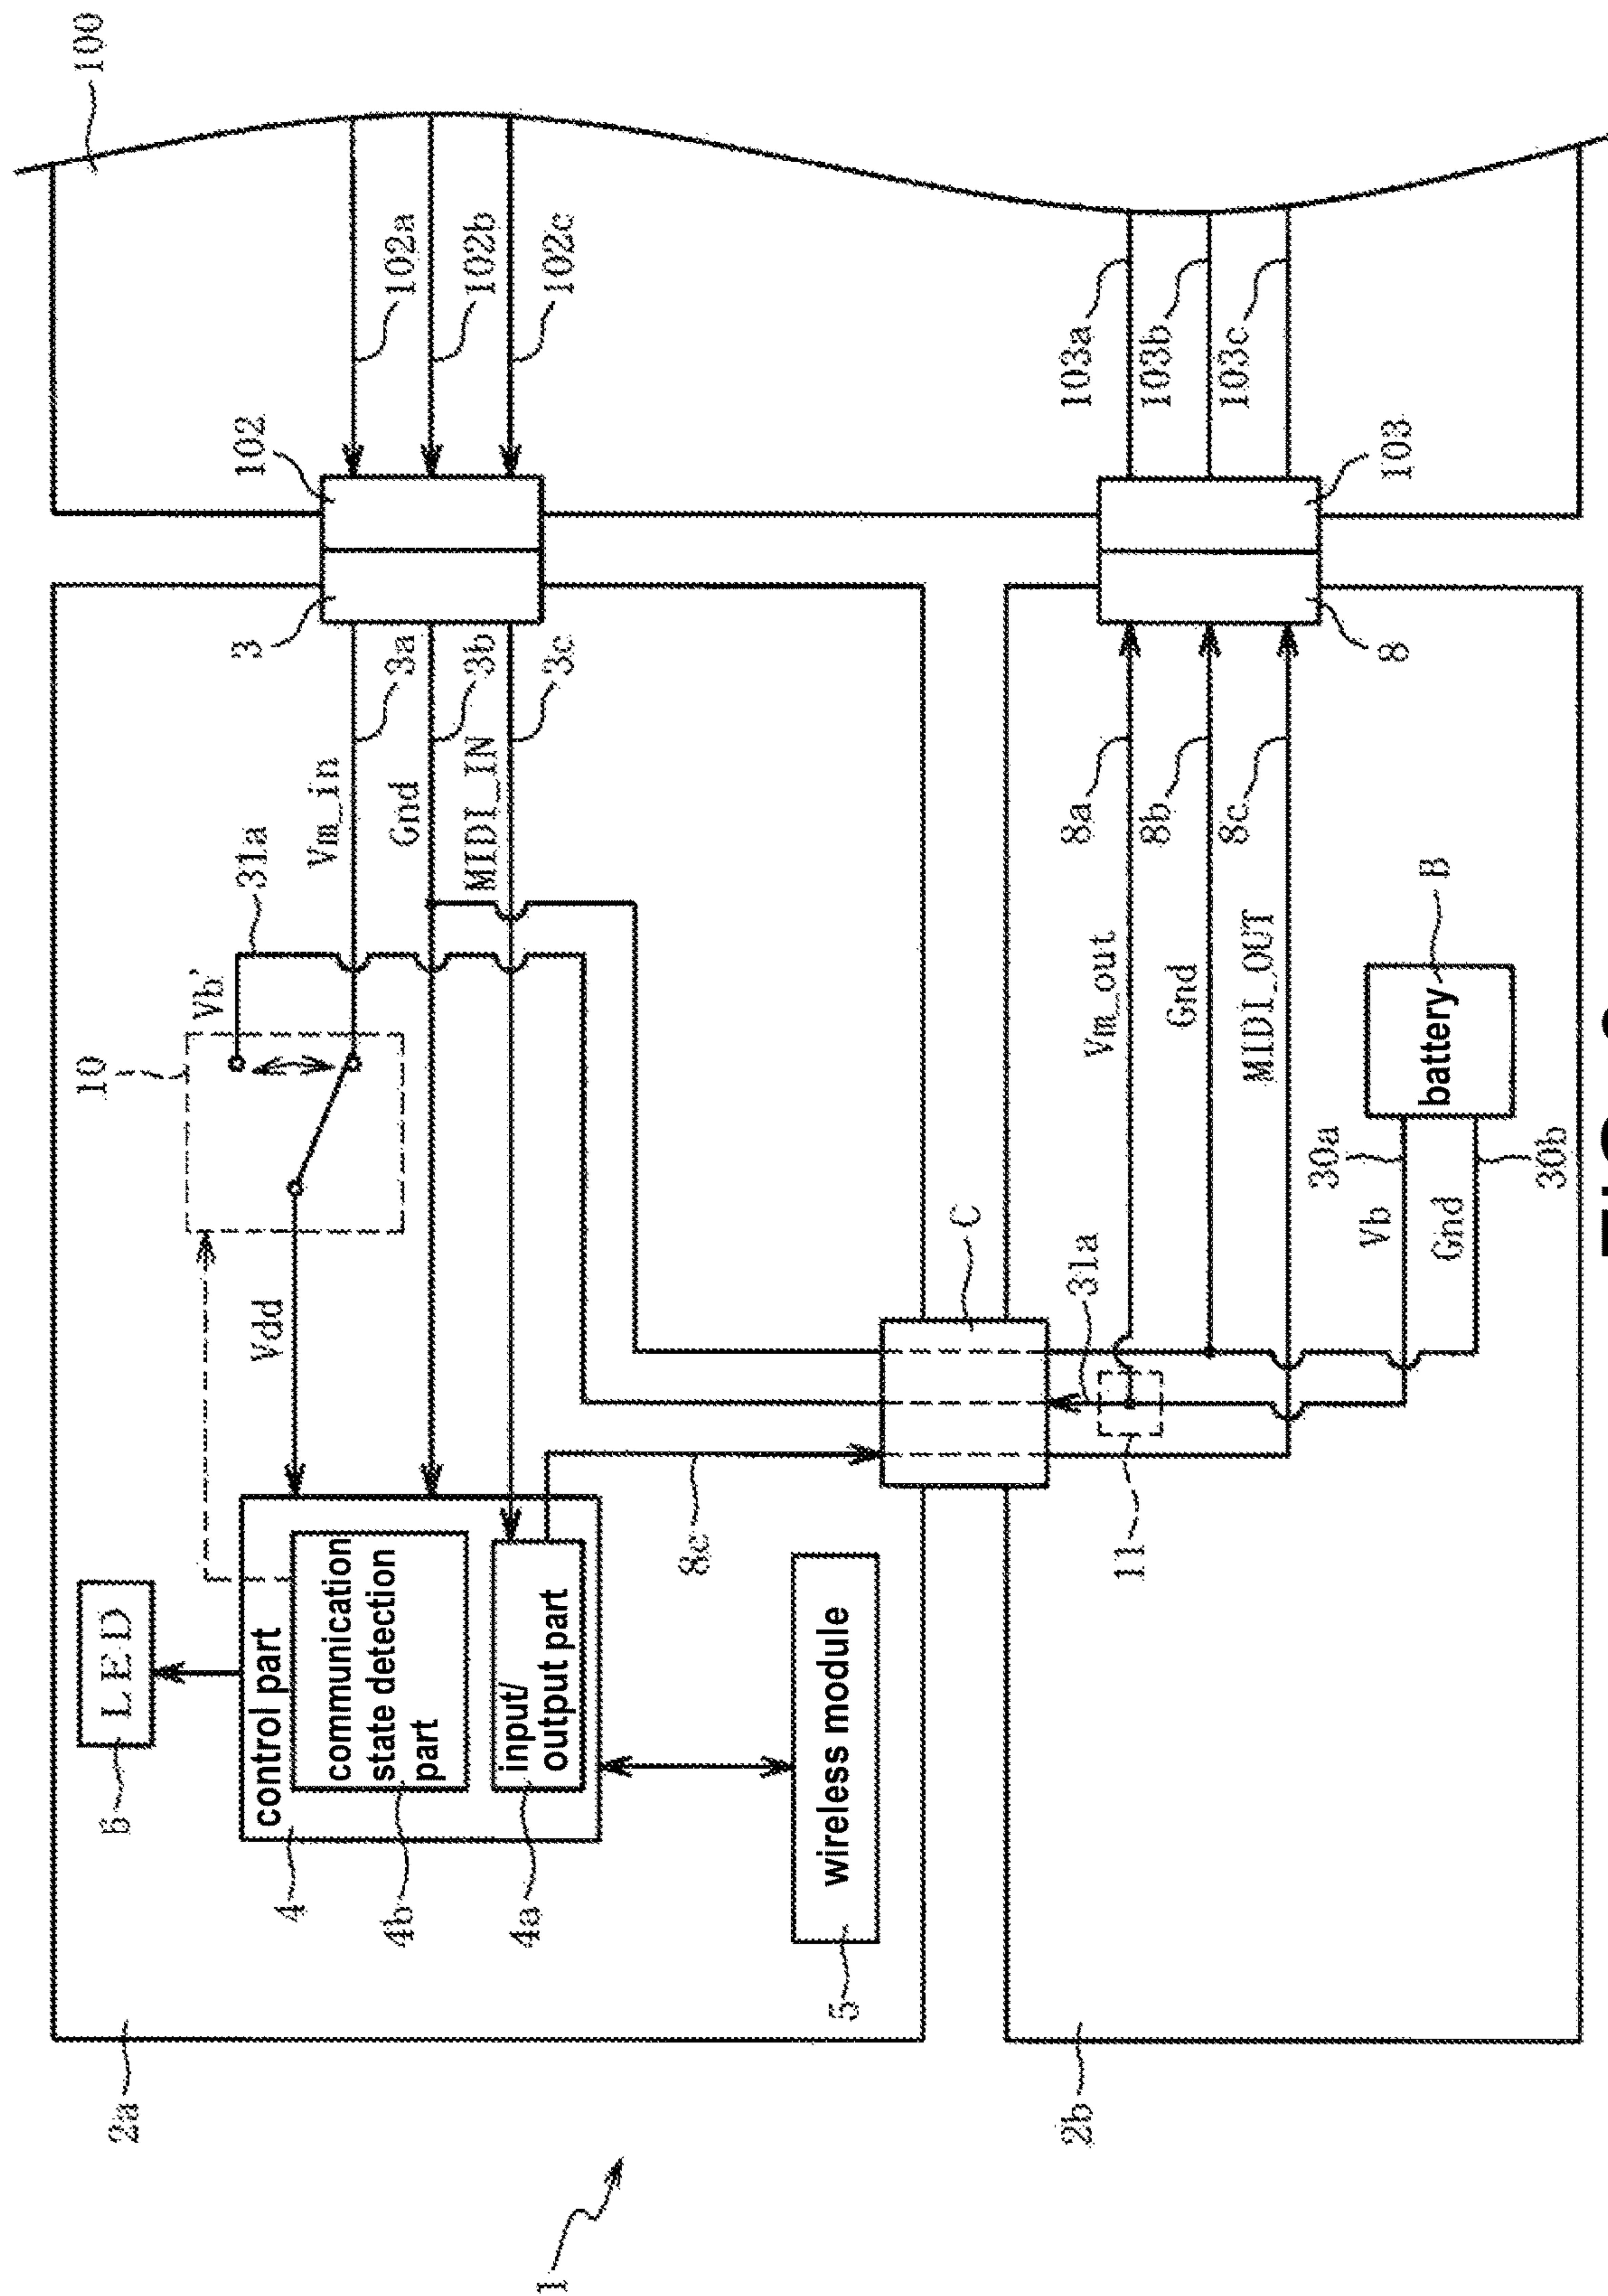 1
2a
2b
100
6
LED
10
Vb'
31a
102
102a
102b
102c
3
3a
3b
3c
Vdd
Vm_in
Gnd
MIDI_IN
4
control part
4b
communication
state detection
part
4a
input/
output part
5
wireless module
8c
C
31a
11
Vm_out
Gnd
MIDI_OUT
8a
8b
8c
8
103
103a
103b
103c
Vb
Gnd
30a
30b
battery
B